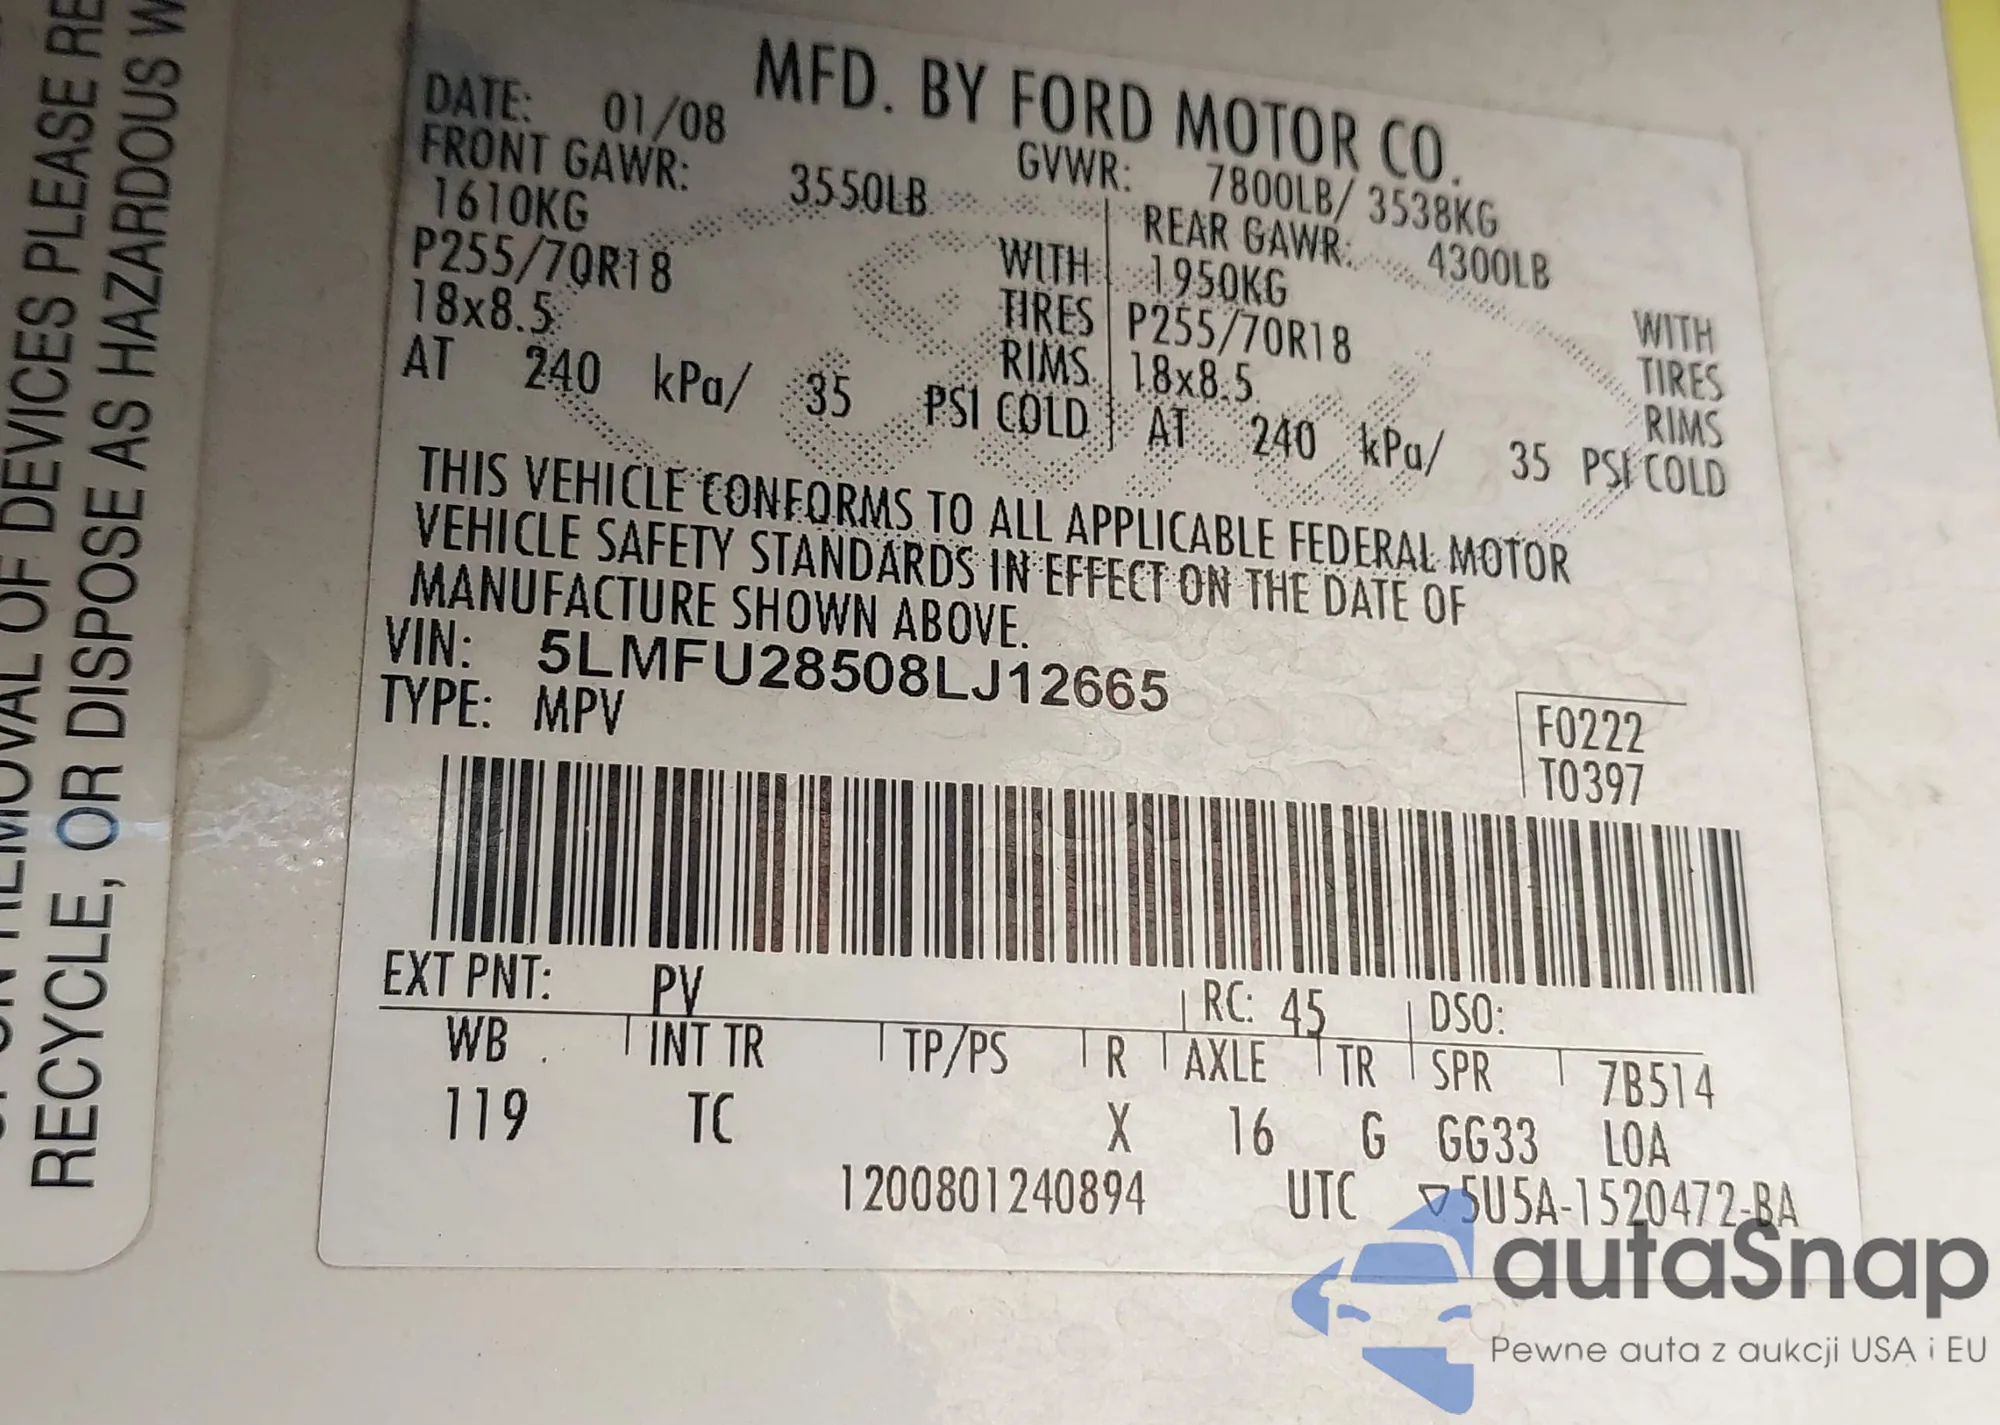 OF DEVICES PLEASE
RECYCLE, OR DISPOSE AS HAZARDOUS
MFD. BY FORD MOTOR CO.
DATE: 01/08
GVWR: 7800LB/ 3538KG
FRONT GAWR: 3550LB
REAR GAWR: 4300LB
1610KG WITH
1950KG WITH
P255/70R18 TIRES
P255/70R18 TIRES
18x8.5 RIMS
18x8.5 RIMS
AT 240 kPa/ 35 PSI COLD
AT 240 kPa/ 35 PSI COLD
THIS VEHICLE CONFORMS TO ALL APPLICABLE FEDERAL MOTOR
VEHICLE SAFETY STANDARDS IN EFFECT ON THE DATE OF
MANUFACTURE SHOWN ABOVE.
VIN: 5LMFU28508LJ12665
TYPE: MPV
F0222
T0397
EXT PNT: PV RC: 45 DSO:
WB INT TR TP/PS R AXLE TR SPR 7B514
119 TC X 16 G GG33 LOA
1200801240894 UTC ▽5U5A-1520472-BA
autaSnap
Pewne auta z aukcji USA i EU